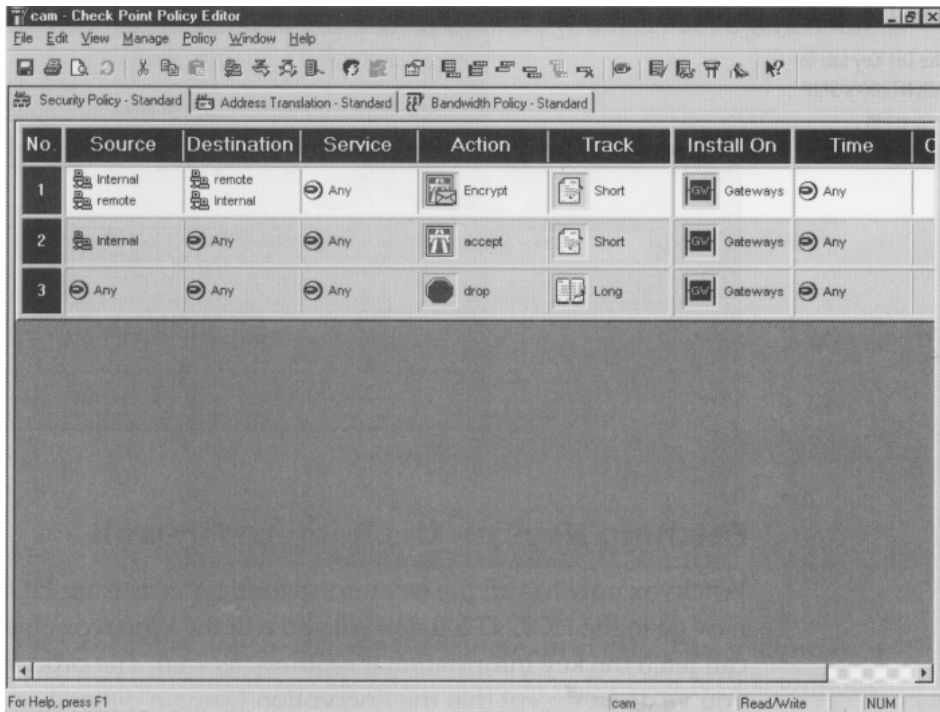 cam - Check Point Policy Editor
File Edit View Manage Policy Window Help
Security Policy - Standard Address Translation - Standard Bandwidth Policy - Standard
No. Source Destination Service Action Track Install On Time
1 Internal remote Any Encrypt Short GW Gateways Any
remote Internal
2 Internal Any Any accept Short GW Gateways Any
3 Any Any Any drop Long GW Gateways Any
For Help, press F1 cam Read/Write NUM